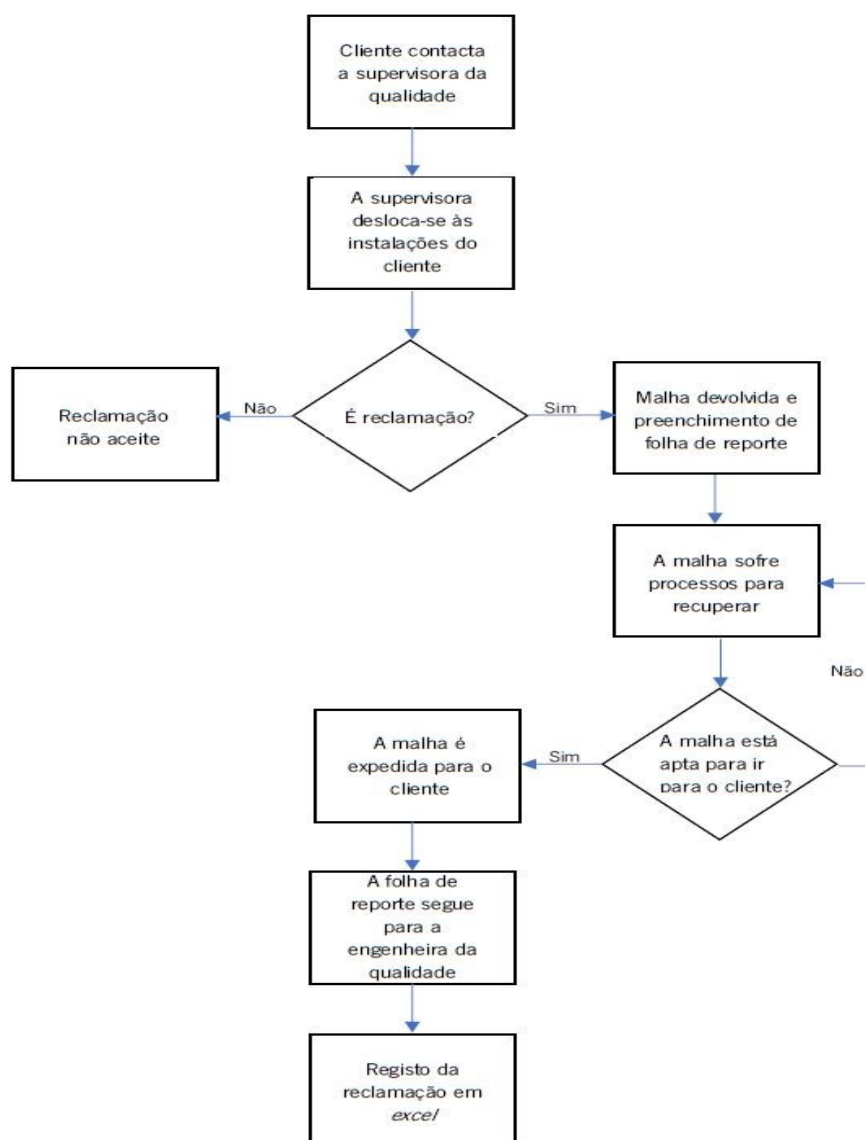 Cliente contacta
a supervisora da
qualidade
A supervisora
desloca-se às
instalações do
cliente
É reclamação?
Não
Sim
Reclamação
não aceite
Malha devolvida e
preenchimento de
folha de reporte
A malha sofre
processos para
recuperar
Não
A malha está
apta para ir
para o cliente?
Sim
A malha é
expedida para o
cliente
A folha de
reporte segue
para a
engenheira da
qualidade
Registo da
reclamação em
excel